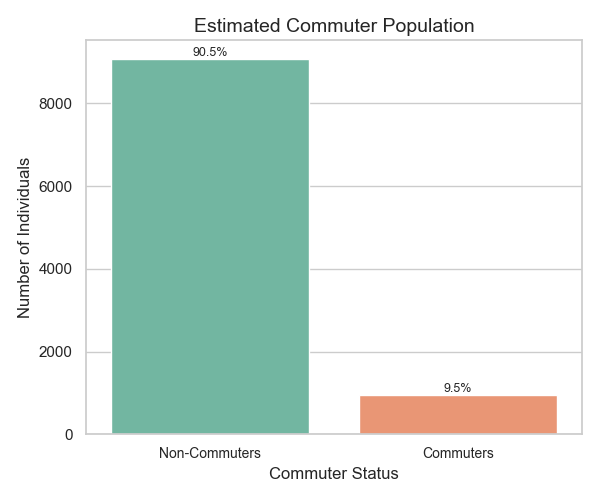 Estimated Commuter Population
90.5%
8000
6000
4000
2000
0
9.5%
Number of Individuals
Non-Commuters
Commuters
Commuter Status